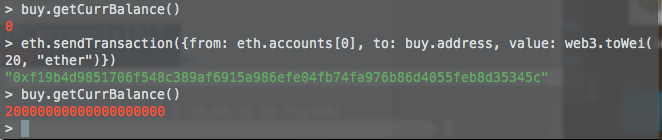 > buy.getCurrBalance()
0
> eth.sendTransaction({from: eth.accounts[0], to: buy.address, value: web3.toWei(
20, "ether")})
"0xf19b4d9851706f548c389af6915a986efe04fb74fa976b86d4055feb8d35345c"
> buy.getCurrBalance()
20000000000000000000
>